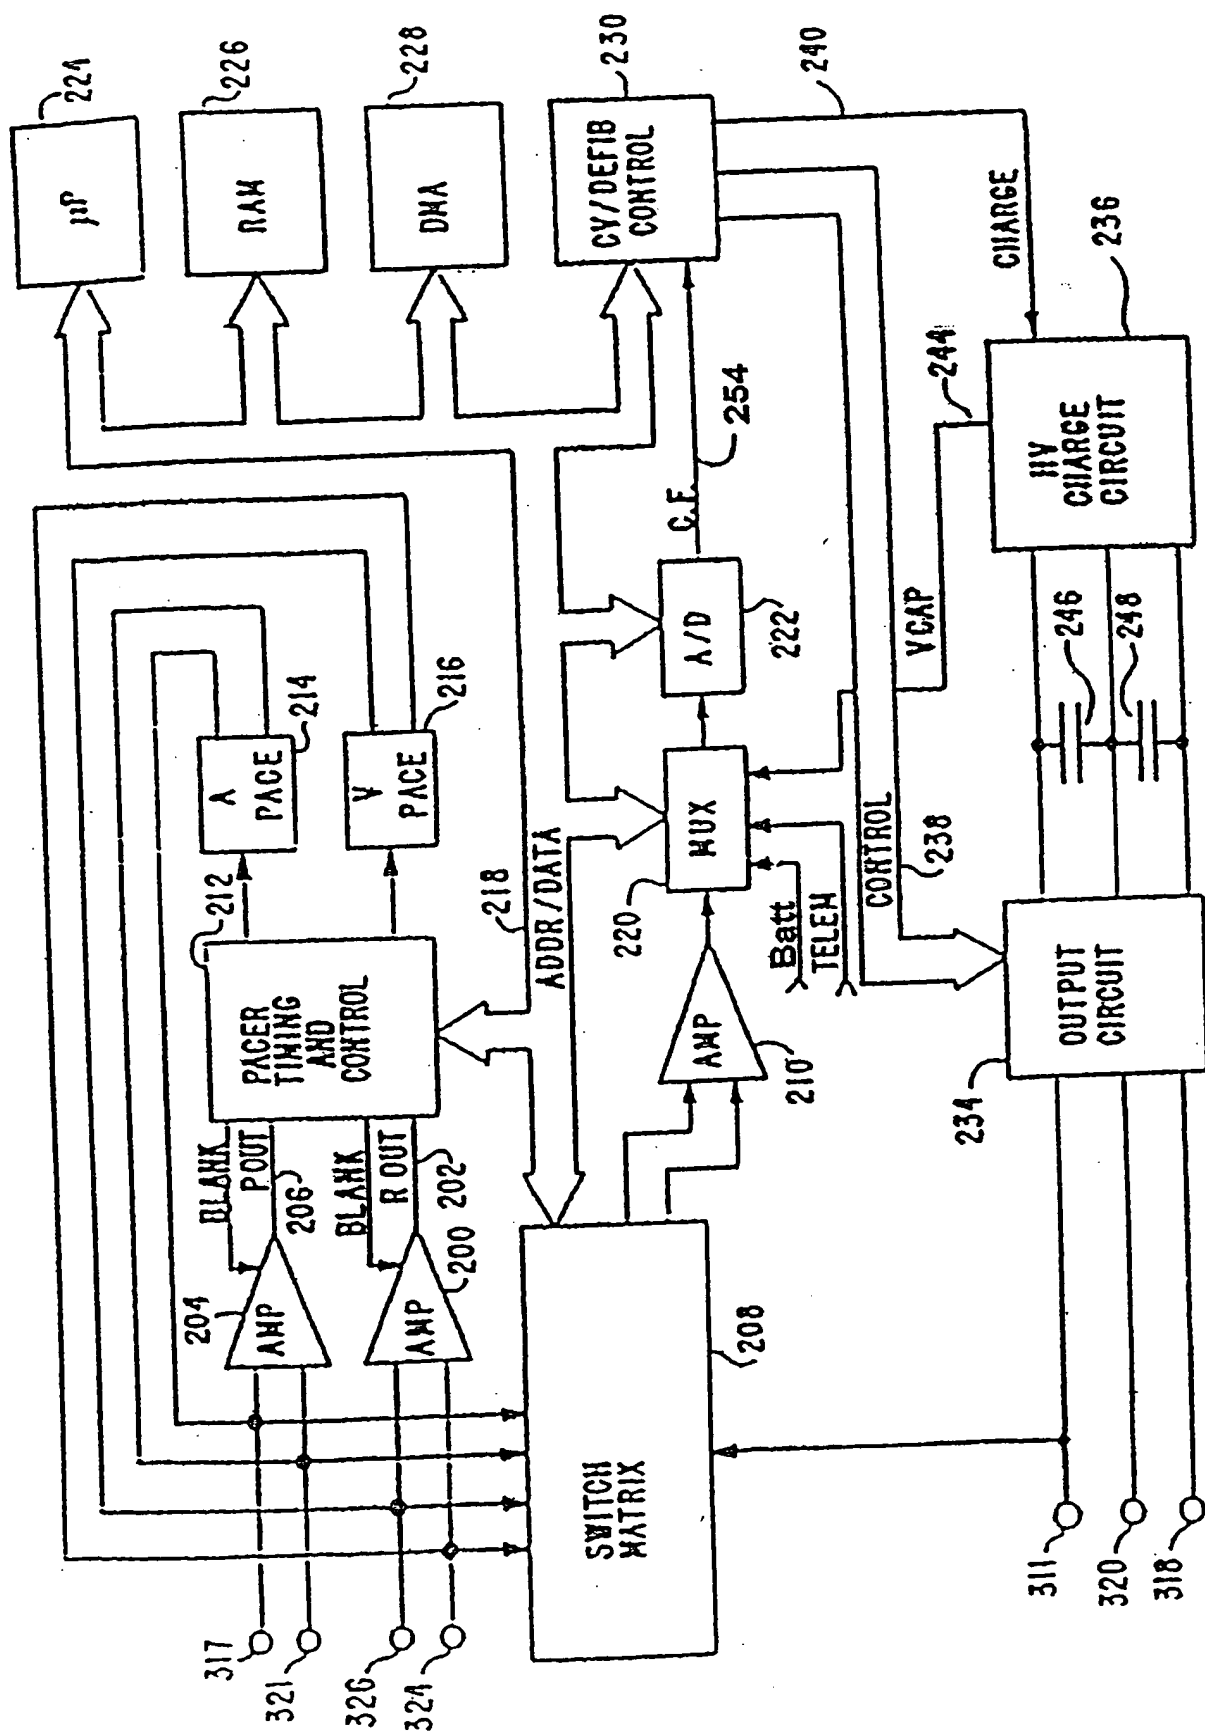 224
µP
226
RAM
228
DMA
230
CV/DEFIB
CONTROL
240
CHARGE
236
HV
CHARGE
CIRCUIT
244
VCAP
246
248
C.F.
254
A/D
222
A
PACE
214
V
PACE
216
212
PACER
TIMING
AND
CONTROL
ADDR/DATA
218
MUX
220
Batt
TELEM
CONTROL
238
AMP
210
OUTPUT
CIRCUIT
234
BLANK
POUT
206
BLANK
R OUT
202
AMP
204
AMP
200
SWITCH
MATRIX
208
317
321
326
324
311
320
318